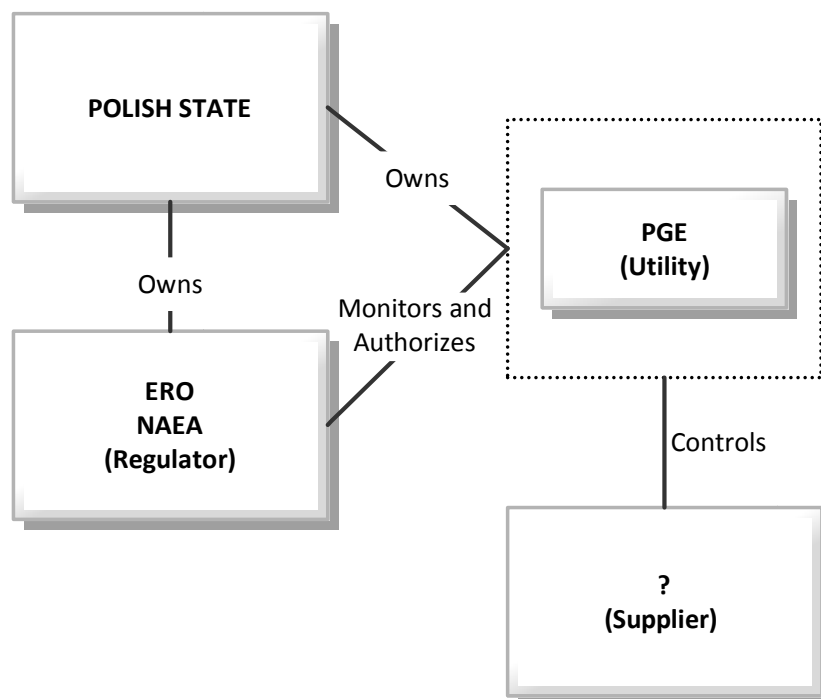 POLISH STATE
Owns
PGE
(Utility)
Owns
Monitors and
Authorizes
ERO
NAEA
(Regulator)
Controls
?
(Supplier)